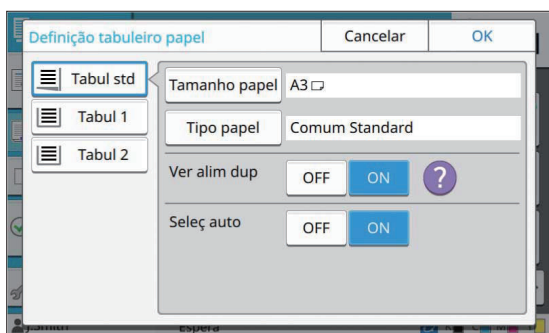 Definição tabuleiro papel
Cancelar
OK
Tabul std
Tabul 1
Tabul 2
Tamanho papel A3
Tipo papel Comum Standard
Ver alim dup OFF ON ?
Seleç auto OFF ON
J.Smith Espera